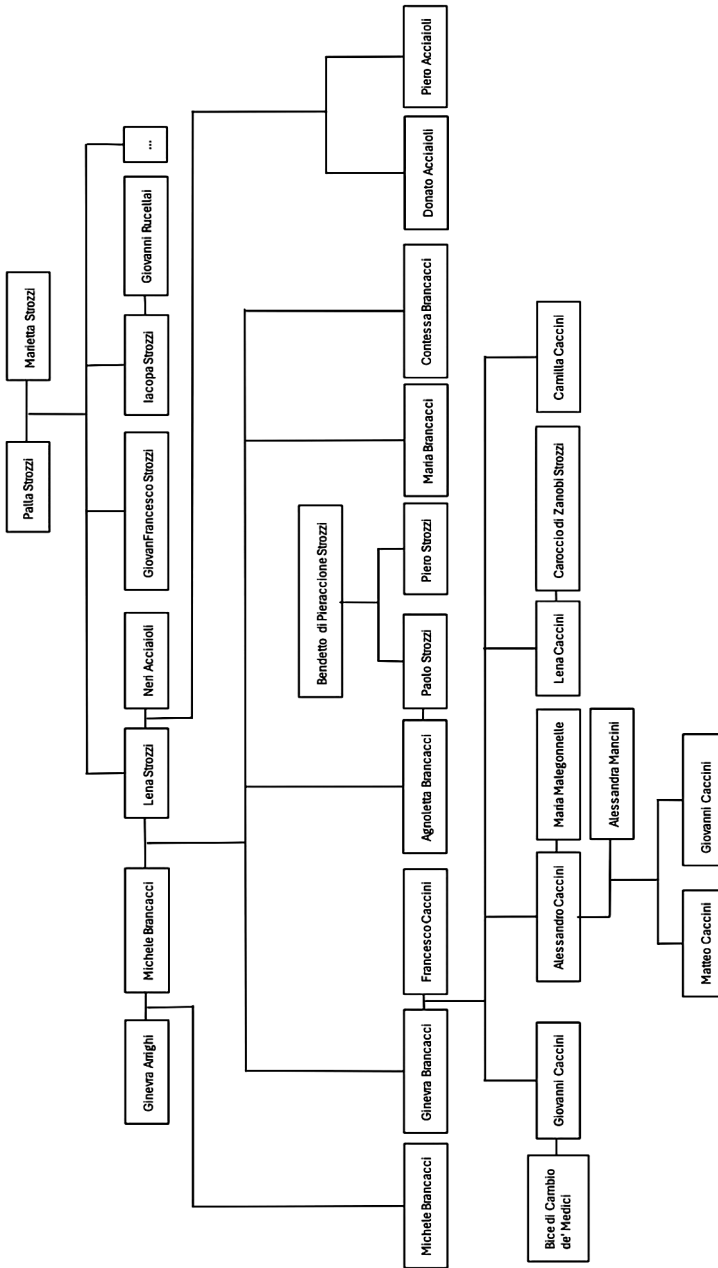 Palla Strozzi
Marietta Strozzi
Ginevra Arrighi
Michele Brancacci
Lena Strozzi
Neri Acciaioli
GiovanFrancesco Strozzi
Iacopa Strozzi
Giovanni Rucellai
...
Bendetto di Pieraccione Strozzi
Michele Brancacci
Ginevra Brancacci
Francesco Caccini
Agnoletta Brancacci
Paolo Strozzi
Piero Strozzi
Maria Brancacci
Contessa Brancacci
Donato Acciaioli
Piero Acciaioli
Bice di Cambio
de' Medici
Giovanni Caccini
Alessandro Caccini
Maria Malegonnelle
Lena Caccini
Caroccio di Zanobi Strozzi
Camilla Caccini
Alessandra Mancini
Matteo Caccini
Giovanni Caccini